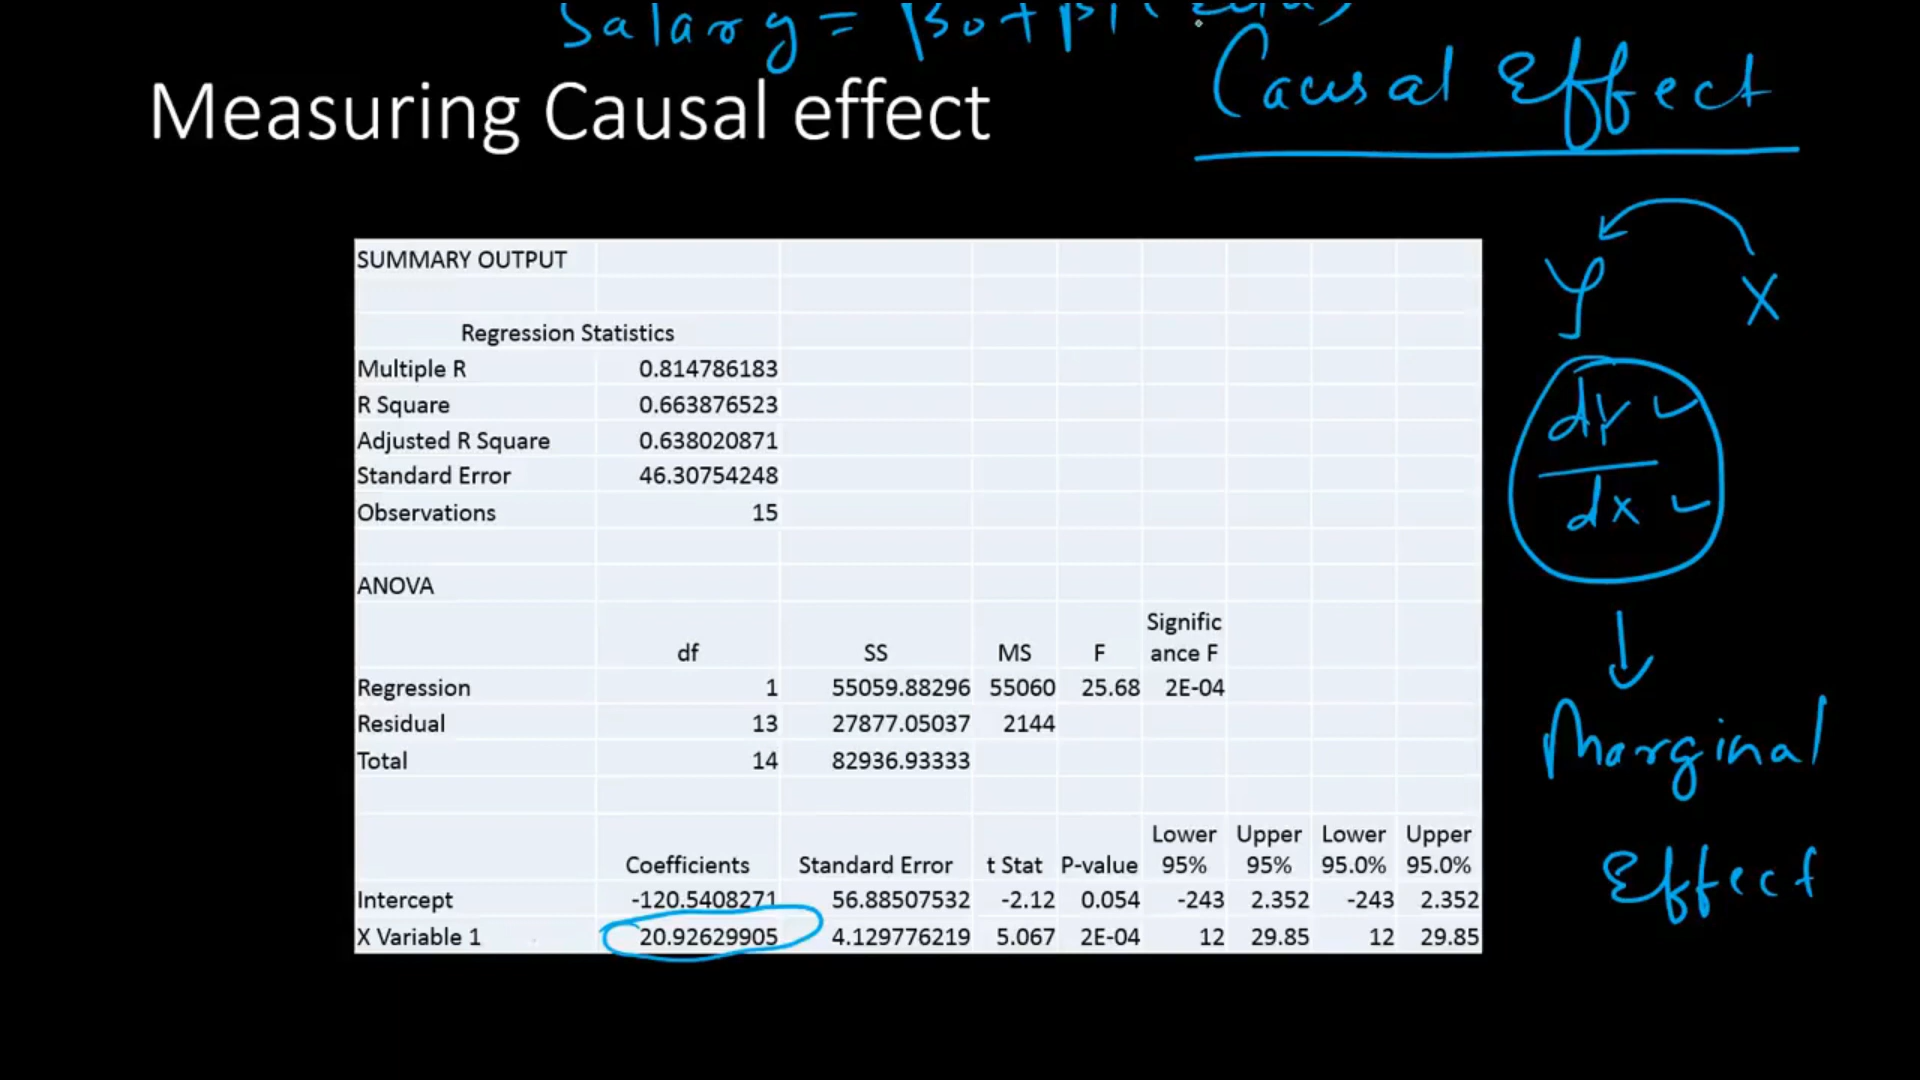 Salary = β0 + β1 (
Measuring Causal effect
Causal Effect
SUMMARY OUTPUT
Regression Statistics
Multiple R 0.814786183
R Square 0.663876523
Adjusted R Square 0.638020871
Standard Error 46.30754248
Observations 15
ANOVA
df SS MS F Signific ance F
Regression 1 55059.88296 55060 25.68 2E-04
Residual 13 27877.05037 2144
Total 14 82936.93333
Coefficients Standard Error t Stat P-value Lower 95% Upper 95% Lower 95.0% Upper 95.0%
Intercept -120.5408271 56.88507532 -2.12 0.054 -243 2.352 -243 2.352
X Variable 1 20.92629905 4.129776219 5.067 2E-04 12 29.85 12 29.85
Y X
dy
dx
Marginal
Effect